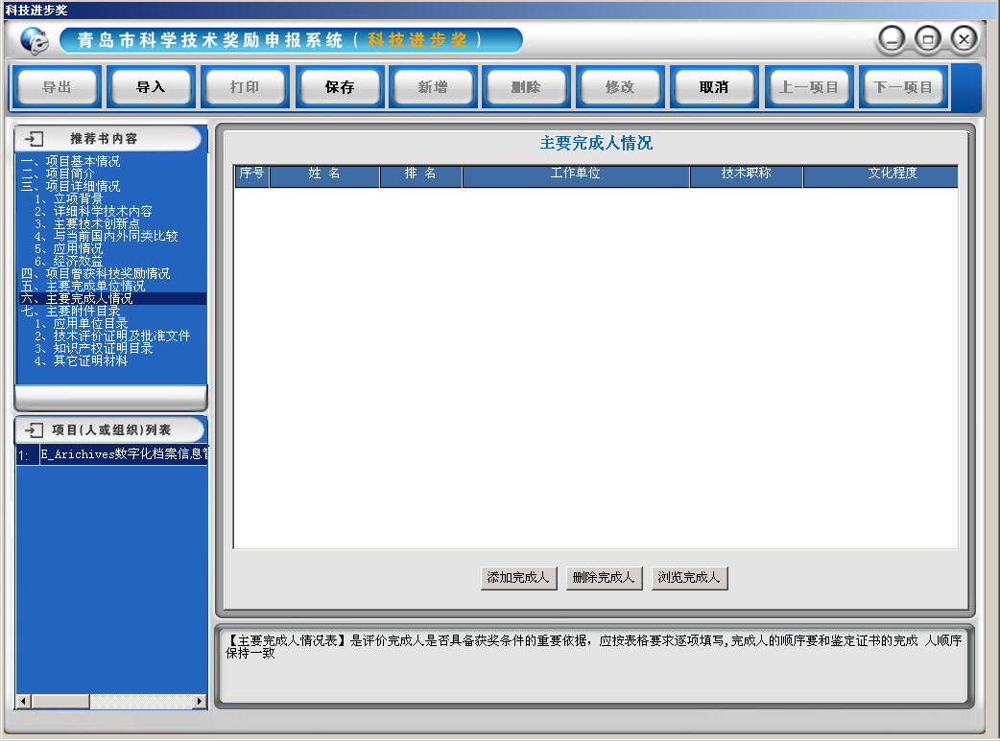 科技进步奖
青岛市科学技术奖励申报系统(科技进步奖)
导出 导入 打印 保存 新增 删除 修改 取消 上一项目 下一项目
推荐书内容
一、项目基本情况
二、项目简介
三、项目详细情况
1、立项背景
2、详细科学技术内容
3、主要技术创新点
4、与当前国内外同类比较
5、应用情况
6、经济效益
四、项目曾获科技奖励情况
五、主要完成单位情况
六、主要完成人情况
七、主要附件目录
1、应用单位目录
2、技术评价证明及批准文件
3、知识产权证明目录
4、其它证明材料
项目(人或组织)列表
1: E_Arichives数字化档案信息管
主要完成人情况
序号 姓 名 排 名 工作单位 技术职称 文化程度
添加完成人 删除完成人 浏览完成人
【主要完成人情况表】是评价完成人是否具备获奖条件的重要依据，应按表格要求逐项填写,完成人的顺序要和鉴定证书的完成 人顺序
保持一致